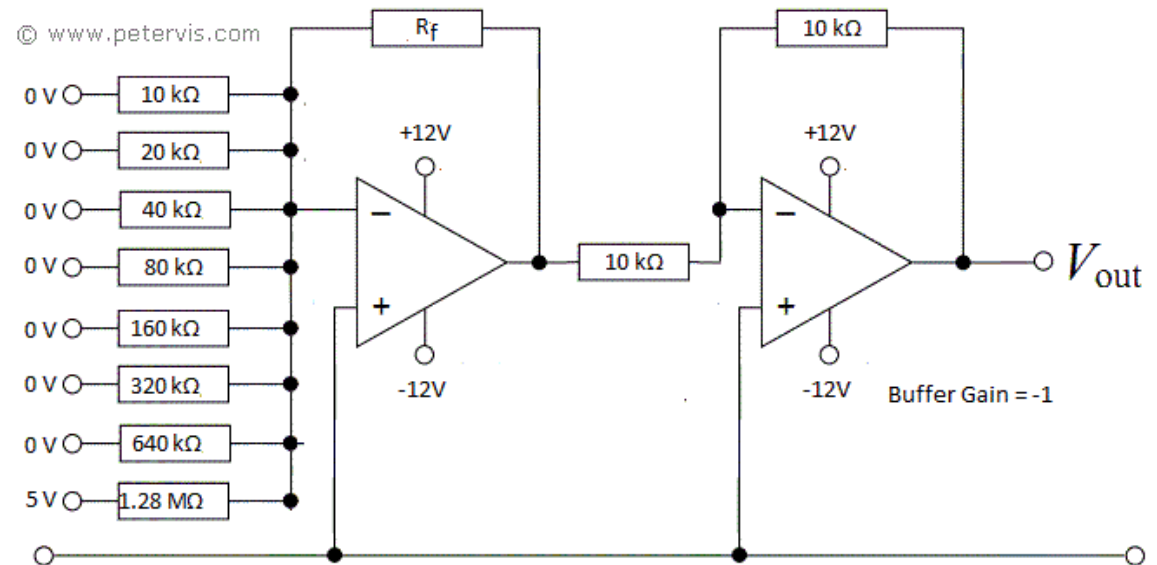 © www.petervis.com
Rf
10 kΩ
0 V
10 kΩ
0 V
20 kΩ
0 V
40 kΩ
0 V
80 kΩ
0 V
160 kΩ
0 V
320 kΩ
0 V
640 kΩ
5 V
1.28 MΩ
+12V
−
+
-12V
10 kΩ
+12V
−
+
-12V
Vout
Buffer Gain = -1